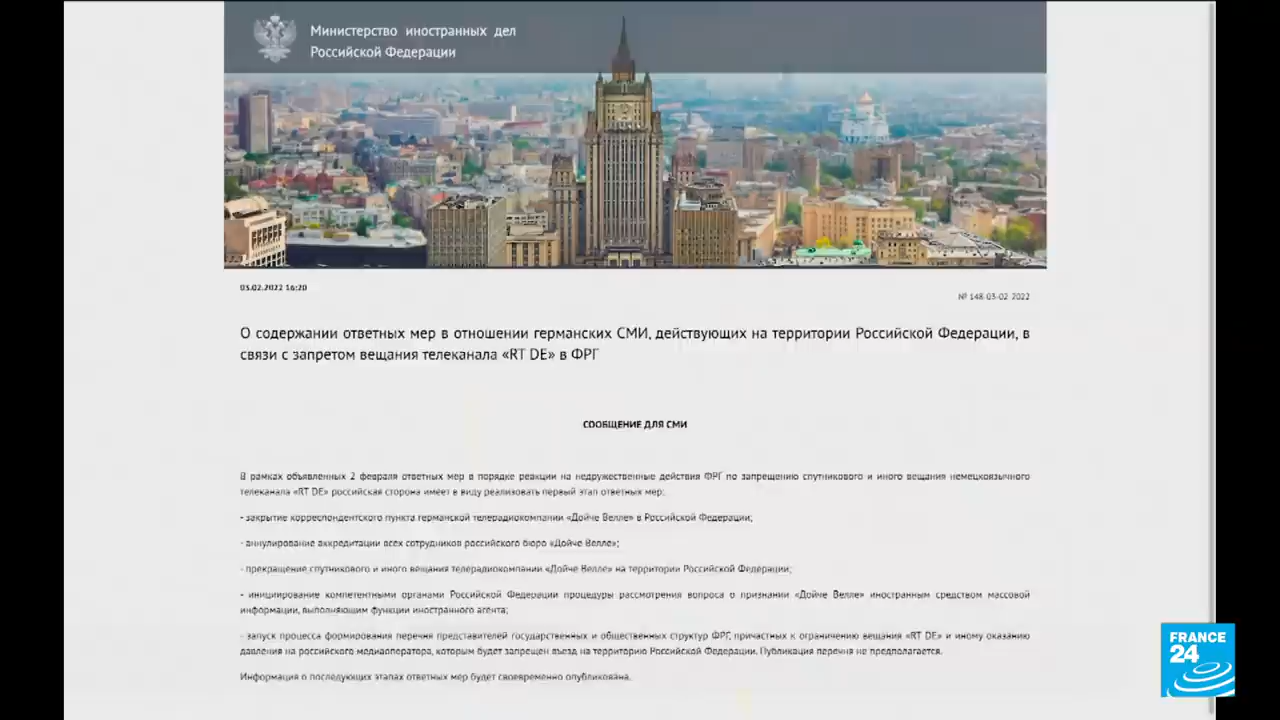 Министерство иностранных дел
Российской Федерации
03.02.2022 16:20
№ 148-03-02-2022
О содержании ответных мер в отношении германских СМИ, действующих на территории Российской Федерации, в
связи с запретом вещания телеканала «RT DE» в ФРГ
СООБЩЕНИЕ ДЛЯ СМИ
В рамках объявленных 2 февраля ответных мер в порядке реакции на недружественные действия ФРГ по запрещению спутникового и иного вещания немецкоязычного
телеканала «RT DE» российская сторона имеет в виду реализовать первый этап ответных мер:
- закрытие корреспондентского пункта германской телерадиокомпании «Дойче Велле» в Российской Федерации;
- аннулирование аккредитации всех сотрудников российского бюро «Дойче Велле»;
- прекращение спутникового и иного вещания телерадиокомпании «Дойче Велле» на территории Российской Федерации;
- инициирование компетентными органами Российской Федерации процедуры рассмотрения вопроса о признании «Дойче Велле» иностранным средством массовой
информации, выполняющим функции иностранного агента;
- запуск процесса формирования перечня представителей государственных и общественных структур ФРГ, причастных к ограничению вещания «RT DE» и иному оказанию
давления на российского медиаоператора, которым будет запрещен въезд на территорию Российской Федерации. Публикация перечня не предполагается.
Информация о последующих этапах ответных мер будет своевременно опубликована.
FRANCE
24